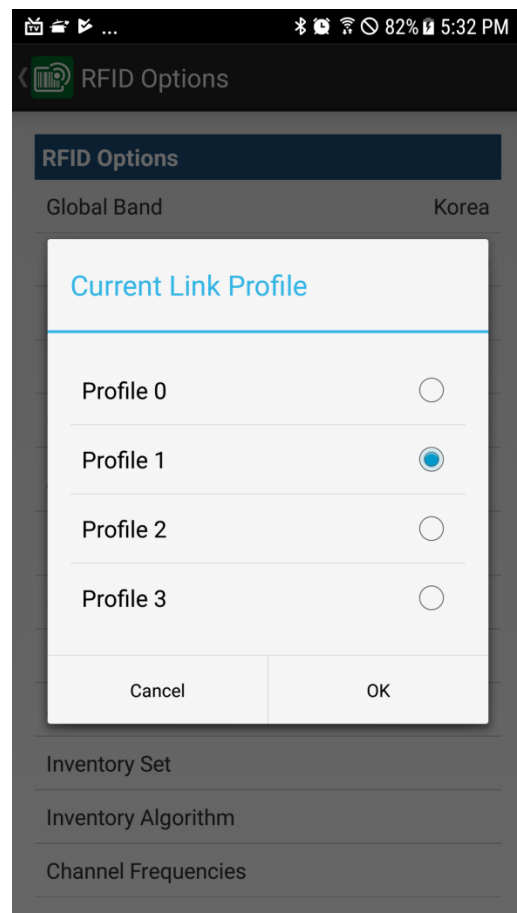 ... 82% 5:32 PM
RFID Options
RFID Options
Global Band Korea
Current Link Profile
Profile 0
Profile 1
Profile 2
Profile 3
Cancel OK
Inventory Set
Inventory Algorithm
Channel Frequencies